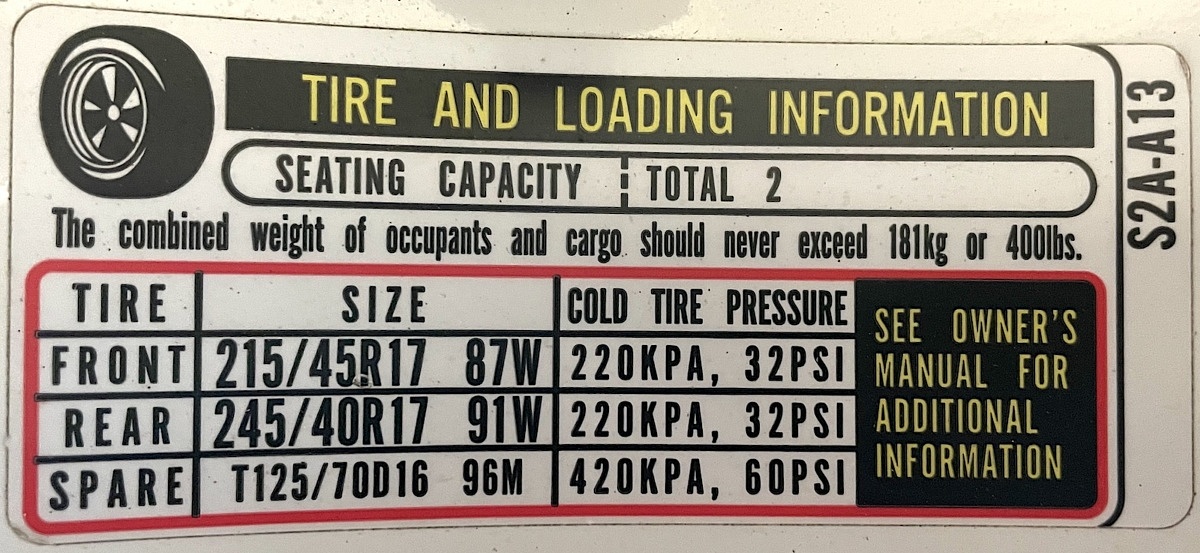 TIRE AND LOADING INFORMATION
SEATING CAPACITY TOTAL 2
The combined weight of occupants and cargo should never exceed 181kg or 400lbs.
TIRE SIZE COLD TIRE PRESSURE
FRONT 215/45R17 87W 220KPA, 32PSI
REAR 245/40R17 91W 220KPA, 32PSI
SPARE T125/70D16 96M 420KPA, 60PSI
SEE OWNER'S
MANUAL FOR
ADDITIONAL
INFORMATION
S2A-A13